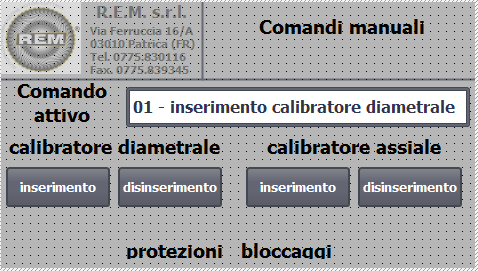 REM
R.E.M. s.r.l.
Via Ferruccia 16/A
03010 Patrica (FR)
Tel. 0775.830116
Fax. 0775.839345
Comandi manuali
Comando
attivo
01 - inserimento calibratore diametrale
calibratore diametrale
calibratore assiale
inserimento
disinserimento
inserimento
disinserimento
protezioni bloccaggi